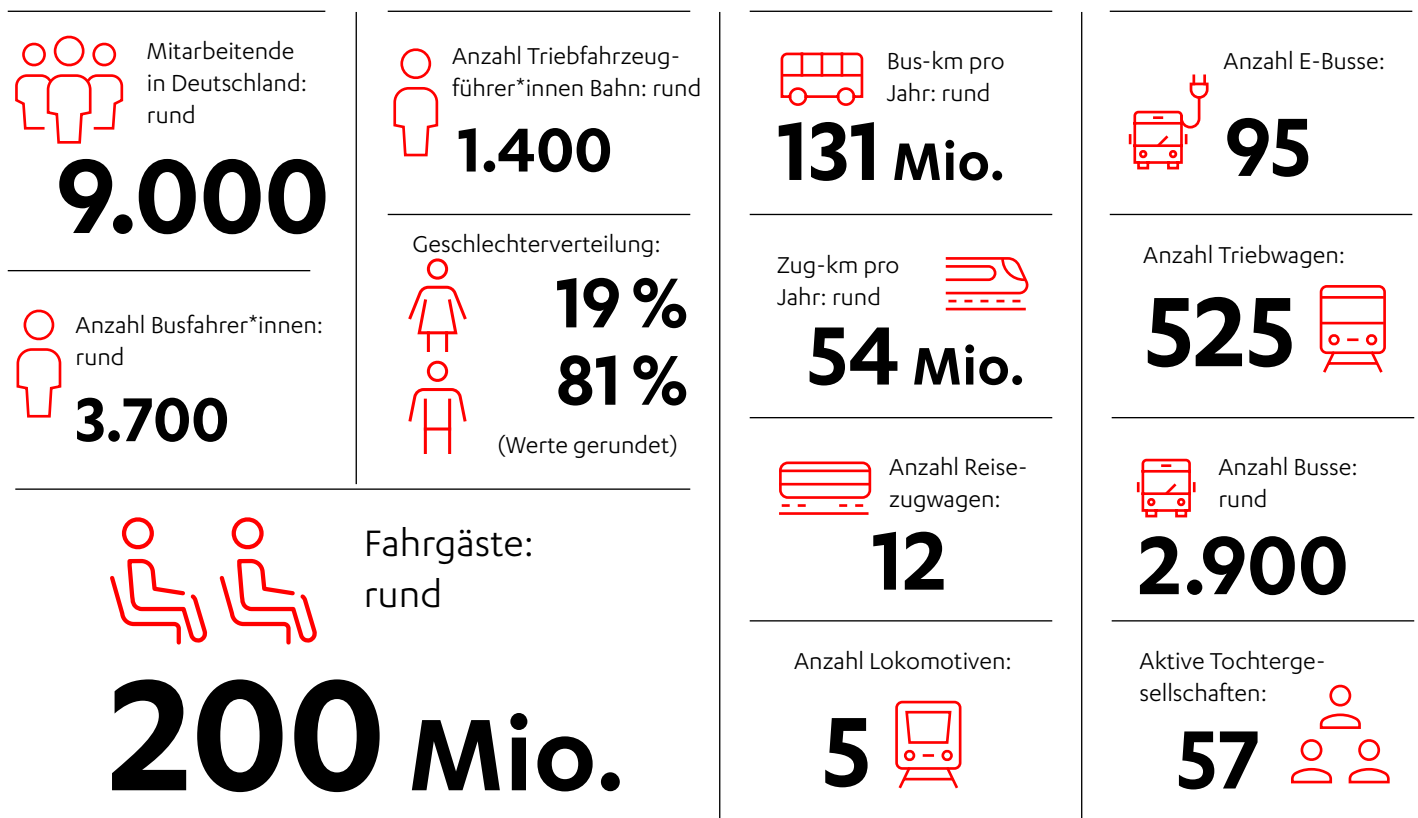 Mitarbeitende
in Deutschland:
rund
9.000
Anzahl Busfahrer*innen:
rund
3.700
Anzahl Triebfahrzeug-
führer*innen Bahn: rund
1.400
Geschlechterverteilung:
19 %
81 %
(Werte gerundet)
Fahrgäste:
rund
200 Mio.
Bus-km pro
Jahr: rund
131 Mio.
Zug-km pro
Jahr: rund
54 Mio.
Anzahl Reise-
zugwagen:
12
Anzahl Lokomotiven:
5
Anzahl E-Busse:
95
Anzahl Triebwagen:
525
Anzahl Busse:
rund
2.900
Aktive Tochterge-
sellschaften:
57